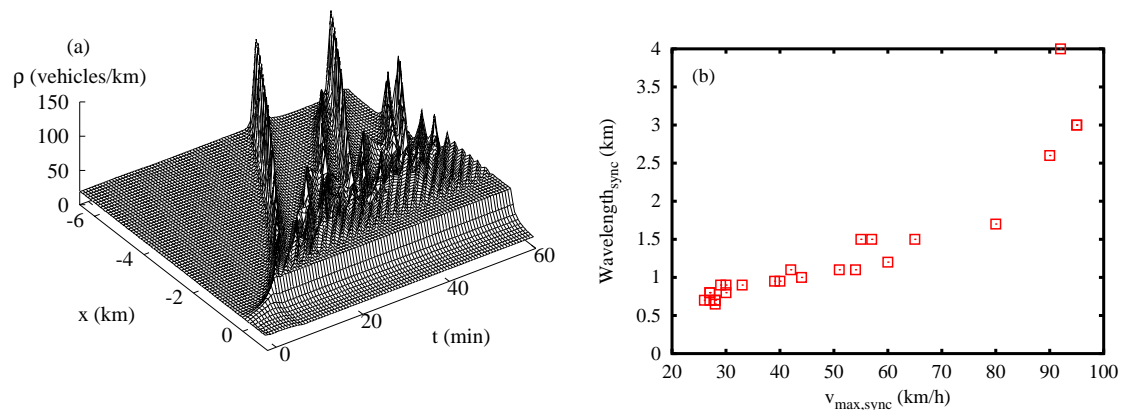 (a)
ρ (vehicles/km)
150
100
50
0
-6
-4
-2
0
x (km)
0
20
40
60
t (min)
(b)
4
3.5
3
2.5
2
1.5
1
0.5
0
Wavelength_sync (km)
20 30 40 50 60 70 80 90 100
v_max,sync (km/h)